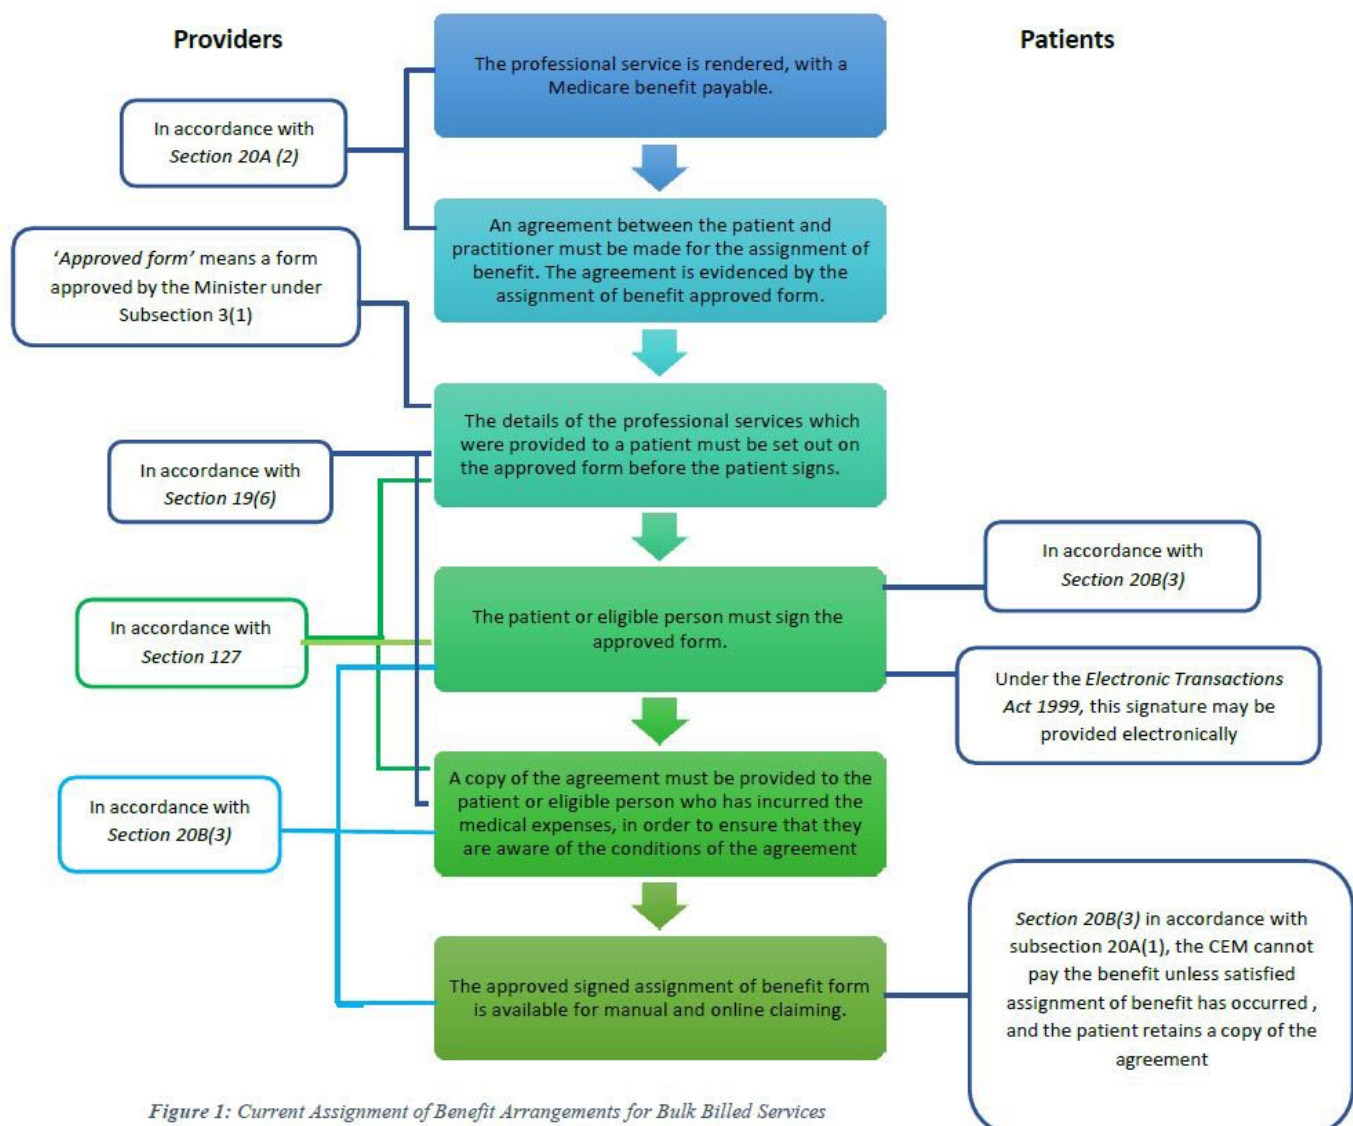 Providers
Patients
The professional service is rendered, with a
Medicare benefit payable.
In accordance with
Section 20A (2)
An agreement between the patient and
practitioner must be made for the assignment of
benefit. The agreement is evidenced by the
assignment of benefit approved form.
‘Approved form’ means a form
approved by the Minister under
Subsection 3(1)
The details of the professional services which
were provided to a patient must be set out on
the approved form before the patient signs.
In accordance with
Section 19(6)
In accordance with
Section 20B(3)
The patient or eligible person must sign the
approved form.
In accordance with
Section 127
Under the Electronic Transactions
Act 1999, this signature may be
provided electronically
A copy of the agreement must be provided to the
patient or eligible person who has incurred the
medical expenses, in order to ensure that they
are aware of the conditions of the agreement
In accordance with
Section 20B(3)
The approved signed assignment of benefit form
is available for manual and online claiming.
Section 20B(3) in accordance with
subsection 20A(1), the CEM cannot
pay the benefit unless satisfied
assignment of benefit has occurred ,
and the patient retains a copy of the
agreement
Figure 1: Current Assignment of Benefit Arrangements for Bulk Billed Services